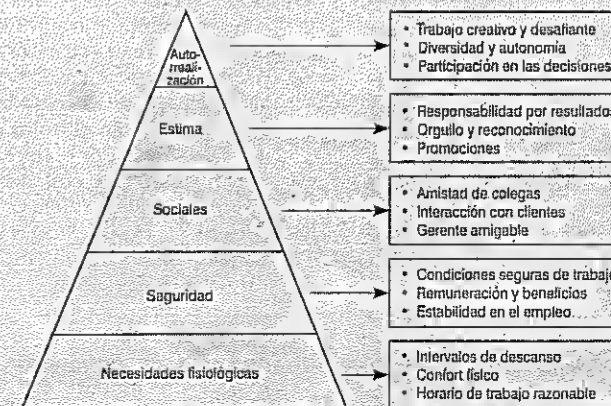 Auto-
rreali-
zación
• Trabajo creativo y desafiante
• Diversidad y autonomía
• Participación en las decisiones
Estima
• Responsabilidad por resultados
• Orgullo y reconocimiento
• Promociones
Sociales
• Amistad de colegas
• Interacción con clientes
• Gerente amigable
Seguridad
• Condiciones seguras de trabajo
• Remuneración y beneficios
• Estabilidad en el empleo
Necesidades fisiológicas
• Intervalos de descanso
• Confort físico
• Horario de trabajo razonable